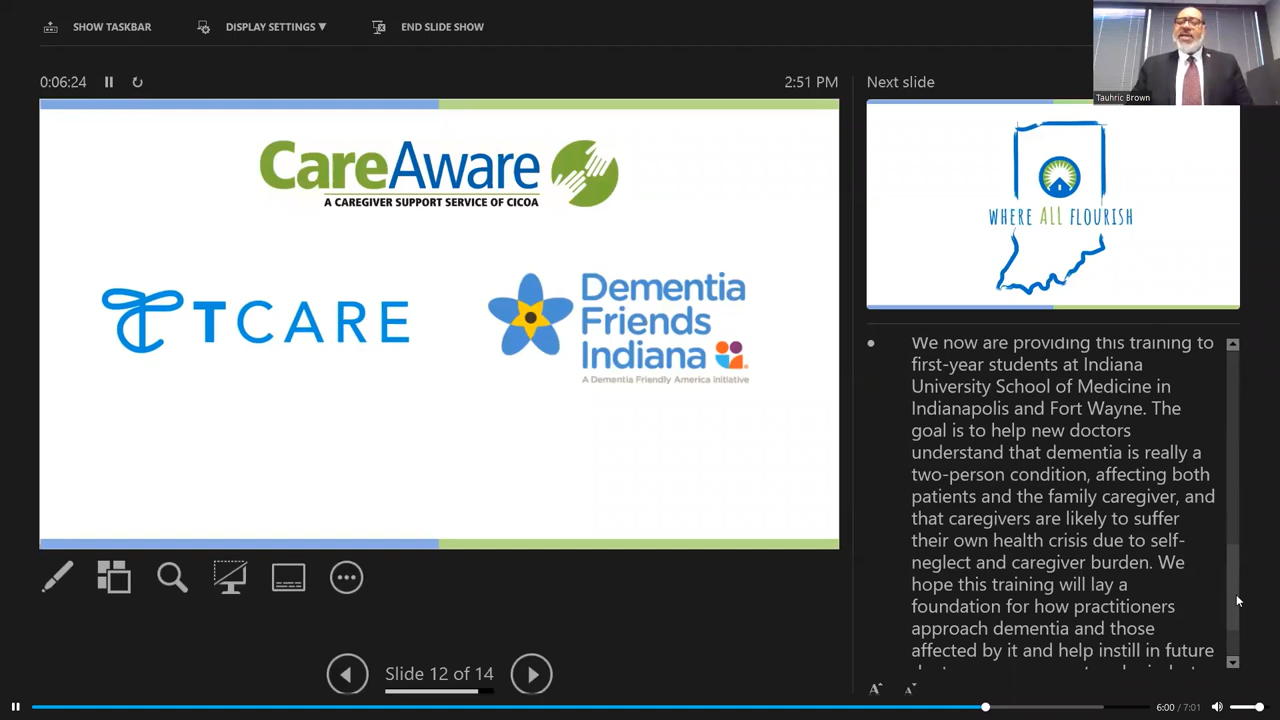 SHOW TASKBAR
DISPLAY SETTINGS ▼
END SLIDE SHOW
Tauhric Brown
0:06:24
2:51 PM
CareAware
A CAREGIVER SUPPORT SERVICE OF CICOA
TCARE
Dementia
Friends
Indiana
A Dementia Friendly America Initiative
Slide 12 of 14
Next slide
WHERE ALL FLOURISH
We now are providing this training to
first-year students at Indiana
University School of Medicine in
Indianapolis and Fort Wayne. The
goal is to help new doctors
understand that dementia is really a
two-person condition, affecting both
patients and the family caregiver, and
that caregivers are likely to suffer
their own health crisis due to self-
neglect and caregiver burden. We
hope this training will lay a
foundation for how practitioners
approach dementia and those
affected by it and help instill in future
A A
6:00 / 7:01